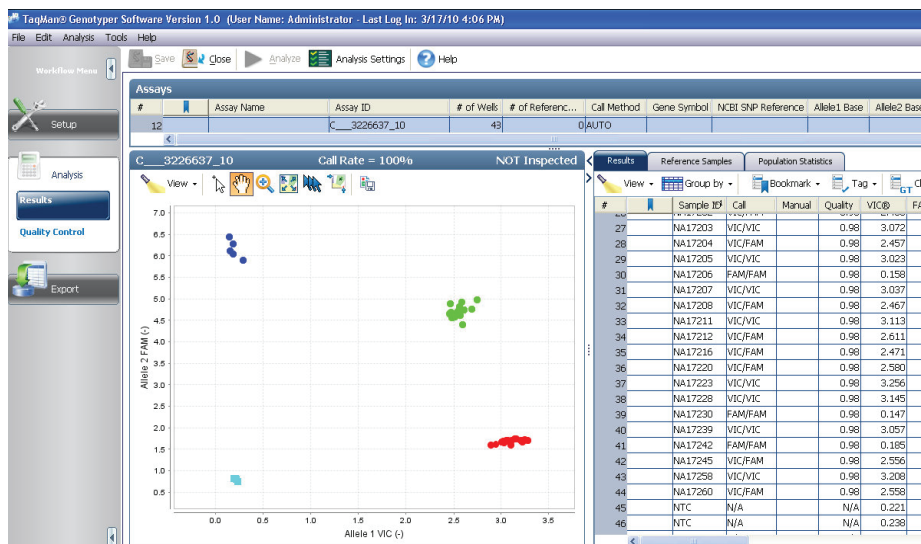 TaqMan® Genotyper Software Version 1.0 (User Name: Administrator - Last Log In: 3/17/10 4:06 PM)
File Edit Analysis Tools Help
Workflow Menu
Save Close Analyze Analysis Settings Help
Setup
Analysis
Results
Quality Control
Export
Assays
# Assay Name Assay ID # of Wells # of Referenc... Call Method Gene Symbol NCBI SNP Reference Allele1 Base Allele2 Base
12 C___3226637_10 43 0 AUTO
C___3226637_10 Call Rate = 100% NOT Inspected
View
7.0
6.5
6.0
5.5
5.0
4.5
4.0
3.5
3.0
2.5
2.0
1.5
1.0
0.5
Allele 2 FAM (-)
0.0 0.5 1.0 1.5 2.0 2.5 3.0 3.5
Allele 1 VIC (-)
Results Reference Samples Population Statistics
View Group by Bookmark Tag GT
# Sample ID Call Manual Quality VIC® FA
27 NA17203 VIC/VIC 0.98 3.072
28 NA17204 VIC/FAM 0.98 2.457
29 NA17205 VIC/VIC 0.98 3.023
30 NA17206 FAM/FAM 0.98 0.158
31 NA17207 VIC/VIC 0.98 3.037
32 NA17208 VIC/FAM 0.98 2.467
33 NA17211 VIC/VIC 0.98 3.113
34 NA17212 VIC/FAM 0.98 2.611
35 NA17216 VIC/FAM 0.98 2.471
36 NA17220 VIC/FAM 0.98 2.580
37 NA17223 VIC/VIC 0.98 3.256
38 NA17228 VIC/VIC 0.98 3.145
39 NA17230 FAM/FAM 0.98 0.147
40 NA17239 VIC/VIC 0.98 3.057
41 NA17242 FAM/FAM 0.98 0.185
42 NA17245 VIC/FAM 0.98 2.556
43 NA17258 VIC/VIC 0.98 3.208
44 NA17260 VIC/FAM 0.98 2.558
45 NTC N/A N/A 0.221
46 NTC N/A N/A 0.238